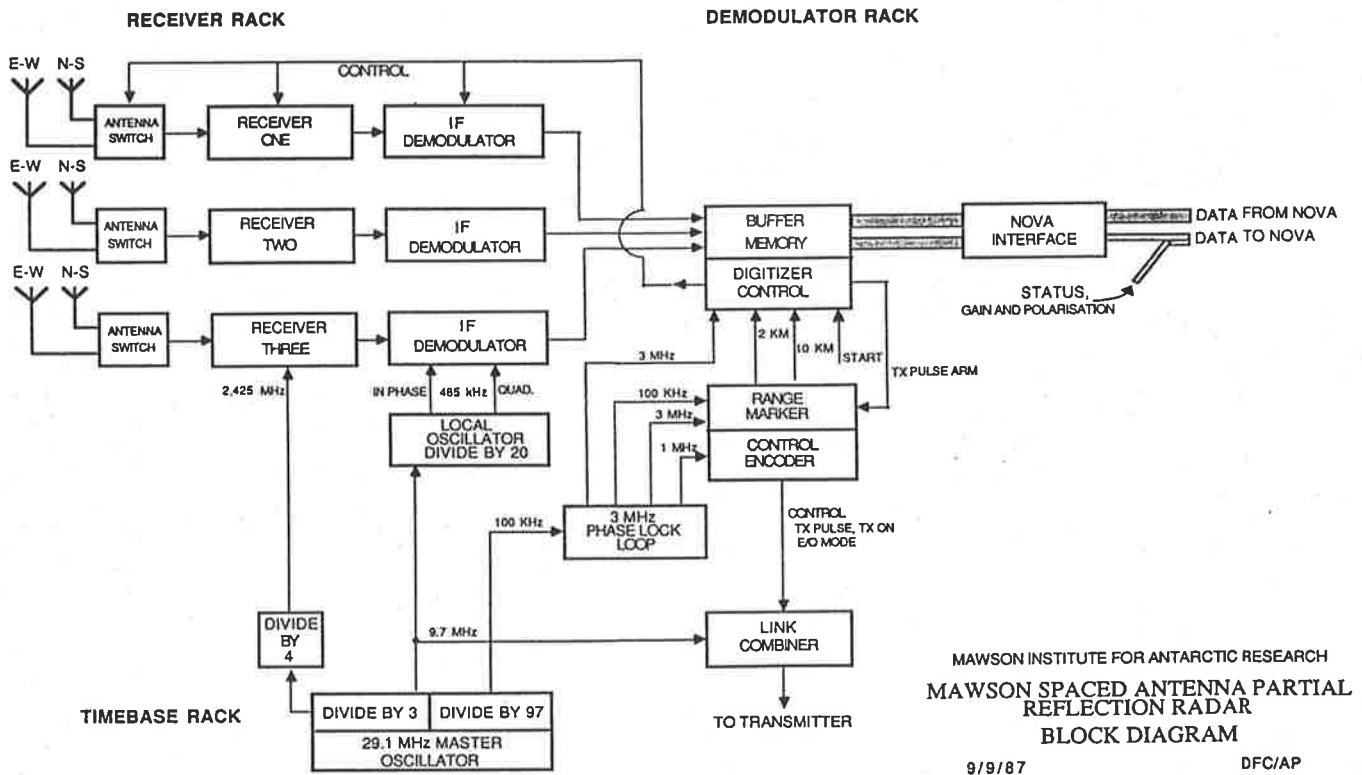 RECEIVER RACK
DEMODULATOR RACK
E-W N-S
CONTROL
ANTENNA
SWITCH
RECEIVER
ONE
IF
DEMODULATOR
E-W N-S
ANTENNA
SWITCH
RECEIVER
TWO
IF
DEMODULATOR
E-W N-S
ANTENNA
SWITCH
RECEIVER
THREE
IF
DEMODULATOR
BUFFER
MEMORY
DIGITIZER
CONTROL
NOVA
INTERFACE
DATA FROM NOVA
DATA TO NOVA
STATUS,
GAIN AND POLARISATION
2,425 MHz
IN PHASE 485 kHz QUAD.
LOCAL
OSCILLATOR
DIVIDE BY 20
3 MHz
2 KM
10 KM
START
TX PULSE ARM
100 KHz
3 MHz
1 MHz
RANGE
MARKER
CONTROL
ENCODER
100 KHz
3 MHz
PHASE LOCK
LOOP
CONTROL
TX PULSE, TX ON
E/O MODE
DIVIDE
BY
4
9.7 MHz
LINK
COMBINER
TO TRANSMITTER
TIMEBASE RACK
DIVIDE BY 3 DIVIDE BY 97
29.1 MHz MASTER
OSCILLATOR
MAWSON INSTITUTE FOR ANTARCTIC RESEARCH
MAWSON SPACED ANTENNA PARTIAL
REFLECTION RADAR
BLOCK DIAGRAM
9/9/87 DFC/AP